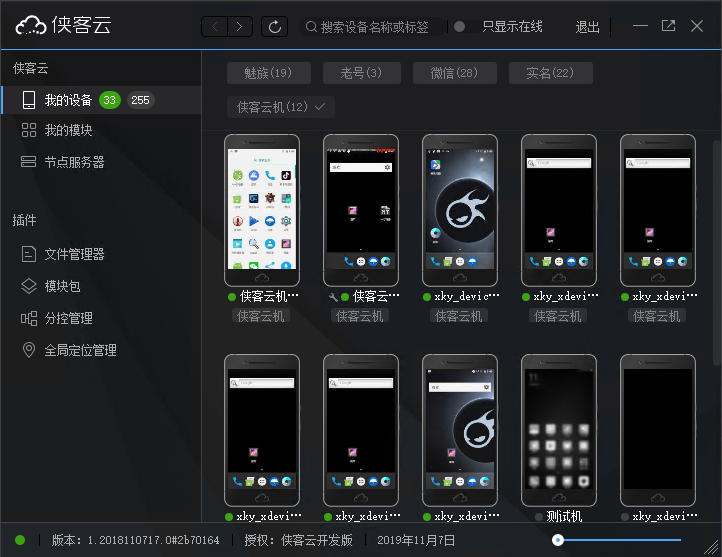 侠客云
搜索设备名称或标签
只显示在线
退出
侠客云
我的设备 33 255
我的模块
节点服务器
插件
文件管理器
模块包
分控管理
全局定位管理
魅族(19) 老号(3) 微信(28) 实名(22)
侠客云机(12)
侠客云机··· 侠客云··· xky_devic··· xky_xdevi··· xky_xdevi···
侠客云机 侠客云机 侠客云机 侠客云机 侠客云机
xky_xdevi··· xky_xdevi··· xky_xdevi··· 测试机 xky_xdevi···
版本: 1.2018110717.0#2b70164 授权: 侠客云开发版 2019年11月7日